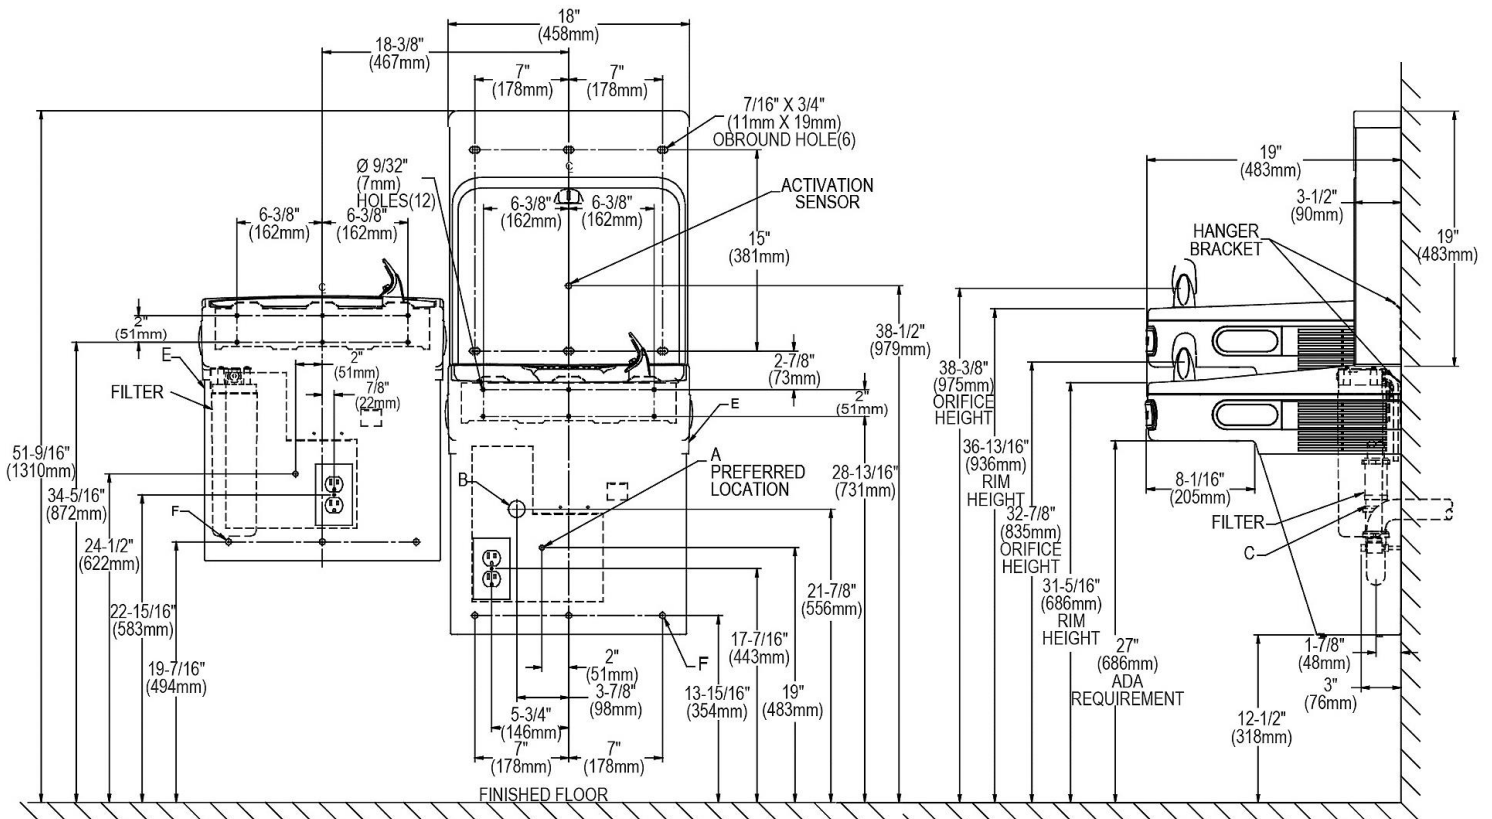 18"
(458mm)
18-3/8"
(467mm)
7"
(178mm)
7"
(178mm)
7/16" X 3/4"
(11mm X 19mm)
OBROUND HOLE(6)
Ø 9/32"
(7mm)
HOLES(12)
ACTIVATION
SENSOR
6-3/8"
(162mm)
6-3/8"
(162mm)
6-3/8"
(162mm)
6-3/8"
(162mm)
15"
(381mm)
2"
(51mm)
E
FILTER
2"
(51mm)
7/8"
(22mm)
2-7/8"
(73mm)
2"
(51mm)
E
38-1/2"
(979mm)
51-9/16"
(1310mm)
34-5/16"
(872mm)
24-1/2"
(622mm)
22-15/16"
(583mm)
19-7/16"
(494mm)
F
B
A
PREFERRED
LOCATION
28-13/16"
(731mm)
21-7/8"
(556mm)
17-7/16"
(443mm)
19"
(483mm)
13-15/16"
(354mm)
F
2"
(51mm)
3-7/8"
(98mm)
5-3/4"
(146mm)
7"
(178mm)
7"
(178mm)
FINISHED FLOOR
19"
(483mm)
3-1/2"
(90mm)
HANGER
BRACKET
19"
(483mm)
38-3/8"
(975mm)
ORIFICE
HEIGHT
36-13/16"
(936mm)
RIM
HEIGHT
32-7/8"
(835mm)
ORIFICE
HEIGHT
31-5/16"
(686mm)
RIM
HEIGHT
27"
(686mm)
ADA
REQUIREMENT
8-1/16"
(205mm)
FILTER
C
12-1/2"
(318mm)
1-7/8"
(48mm)
3"
(76mm)